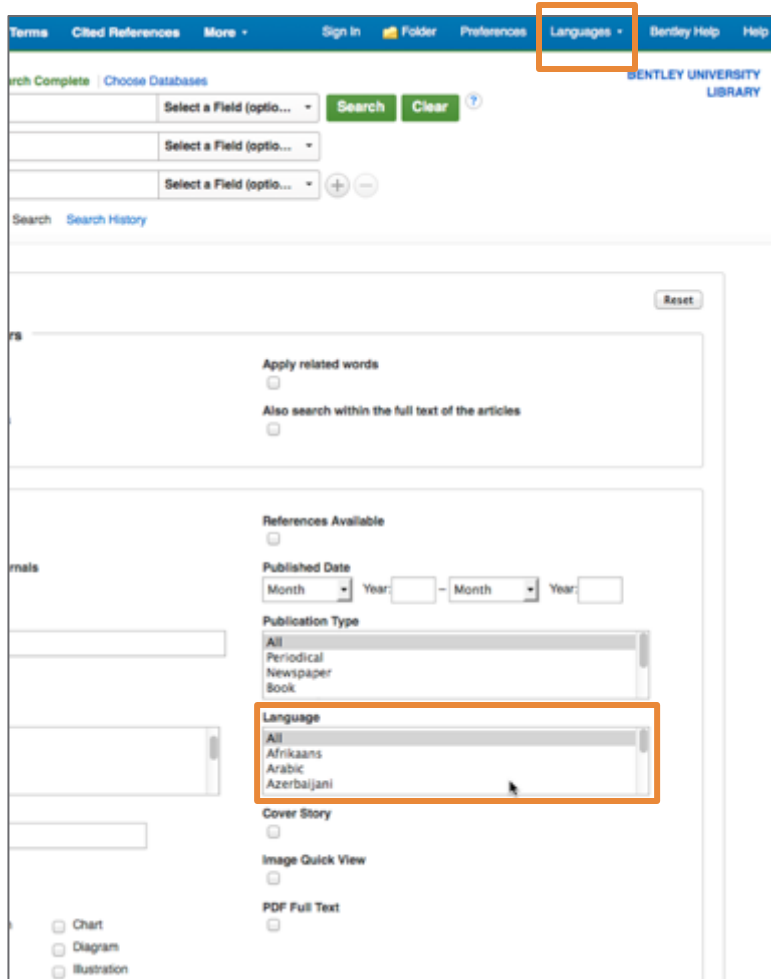 Terms Cited References More Sign In Folder Preferences Languages Bentley Help Help
Complete Choose Databases
BENTLEY UNIVERSITY
LIBRARY
Select a Field (optio... Search Clear ?
Select a Field (optio...
Select a Field (optio... + −
Search Search History
Reset
Apply related words
Also search within the full text of the articles
References Available
Published Date
Month Year: – Month Year:
Publication Type
All
Periodical
Newspaper
Book
Language
All
Afrikaans
Arabic
Azerbaijani
Cover Story
Image Quick View
PDF Full Text
Chart
Diagram
Illustration